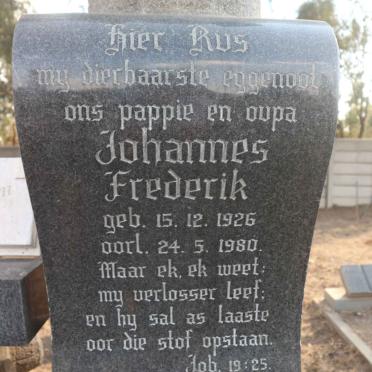 Hier Rus
my dierbaarste eggenoot
ons pappie en oupa
Johannes
Frederik
geb. 15. 12. 1926
oorl. 24. 5. 1980.
Maar ek, ek weet:
my verlosser leef;
en hy sal as laaste
oor die stof opstaan.
Job. 19:25.